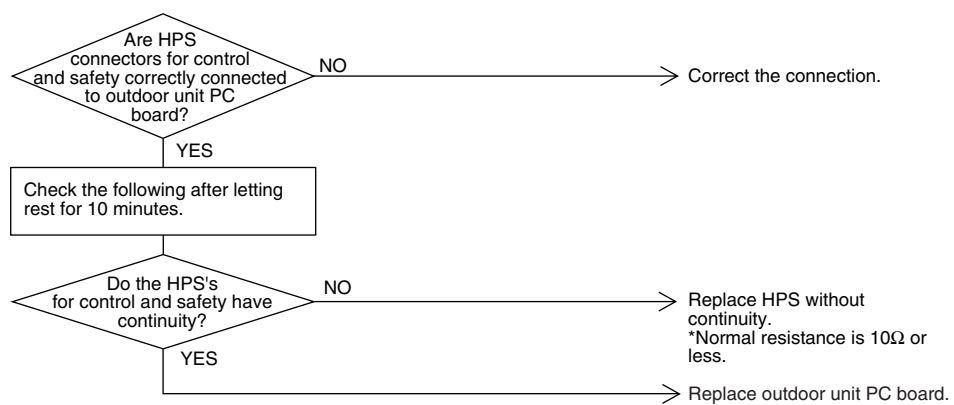 Are HPS
connectors for control
and safety correctly connected
to outdoor unit PC
board?
NO
Correct the connection.
YES
Check the following after letting
rest for 10 minutes.
Do the HPS's
for control and safety have
continuity?
NO
Replace HPS without
continuity.
*Normal resistance is 10Ω or
less.
YES
Replace outdoor unit PC board.